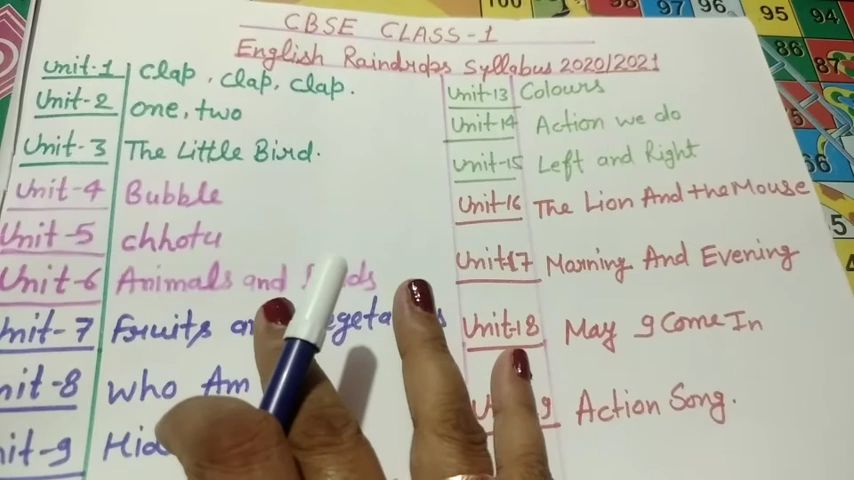 CBSE CLASS-1
English Raindrops Syllabus 2020/2021
Unit-1 Clap, Clap, Clap.
Unit-2 one, two
Unit-3 The Little Bird.
Unit-4 Bubble
Unit-5 chhotu
Unit-6 Animals and
Unit-7 Fruits
Unit-8 Who Am
Unit-9
Unit-13 Colours
Unit-14 Action we do
Unit-15 Left and Right
Unit-16 The Lion And the Mouse
Unit-17 Morning And Evening
Unit-18 May I Come In
Action Song.
95
94
86
87
97
96
98
66